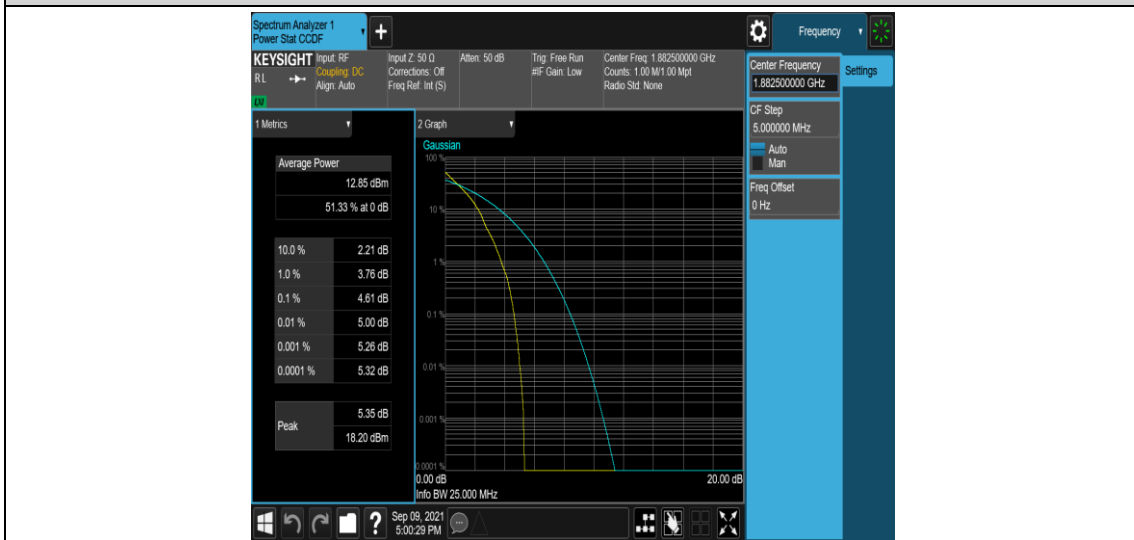 Spectrum Analyzer 1
Power Stat CCDF
+
Frequency
KEYSIGHT
RL
Input: RF
Coupling: DC
Align: Auto
Input Z: 50 Ω
Corrections: Off
Freq Ref: Int (S)
Atten: 50 dB
Trig: Free Run
#IF Gain: Low
Center Freq: 1.882500000 GHz
Counts: 1.00 M/1.00 Mpt
Radio Std: None
Center Frequency
1.882500000 GHz
Settings
CF Step
5.000000 MHz
Auto
Man
Freq Offset
0 Hz
1 Metrics
Average Power
12.85 dBm
51.33 % at 0 dB
10.0 % 2.21 dB
1.0 % 3.76 dB
0.1 % 4.61 dB
0.01 % 5.00 dB
0.001 % 5.26 dB
0.0001 % 5.32 dB
Peak 5.35 dB
18.20 dBm
2 Graph
Gaussian
100 %
10 %
1 %
0.1 %
0.01 %
0.001 %
0.0001 %
0.00 dB 20.00 dB
Info BW 25.000 MHz
?
Sep 09, 2021
5:00:29 PM